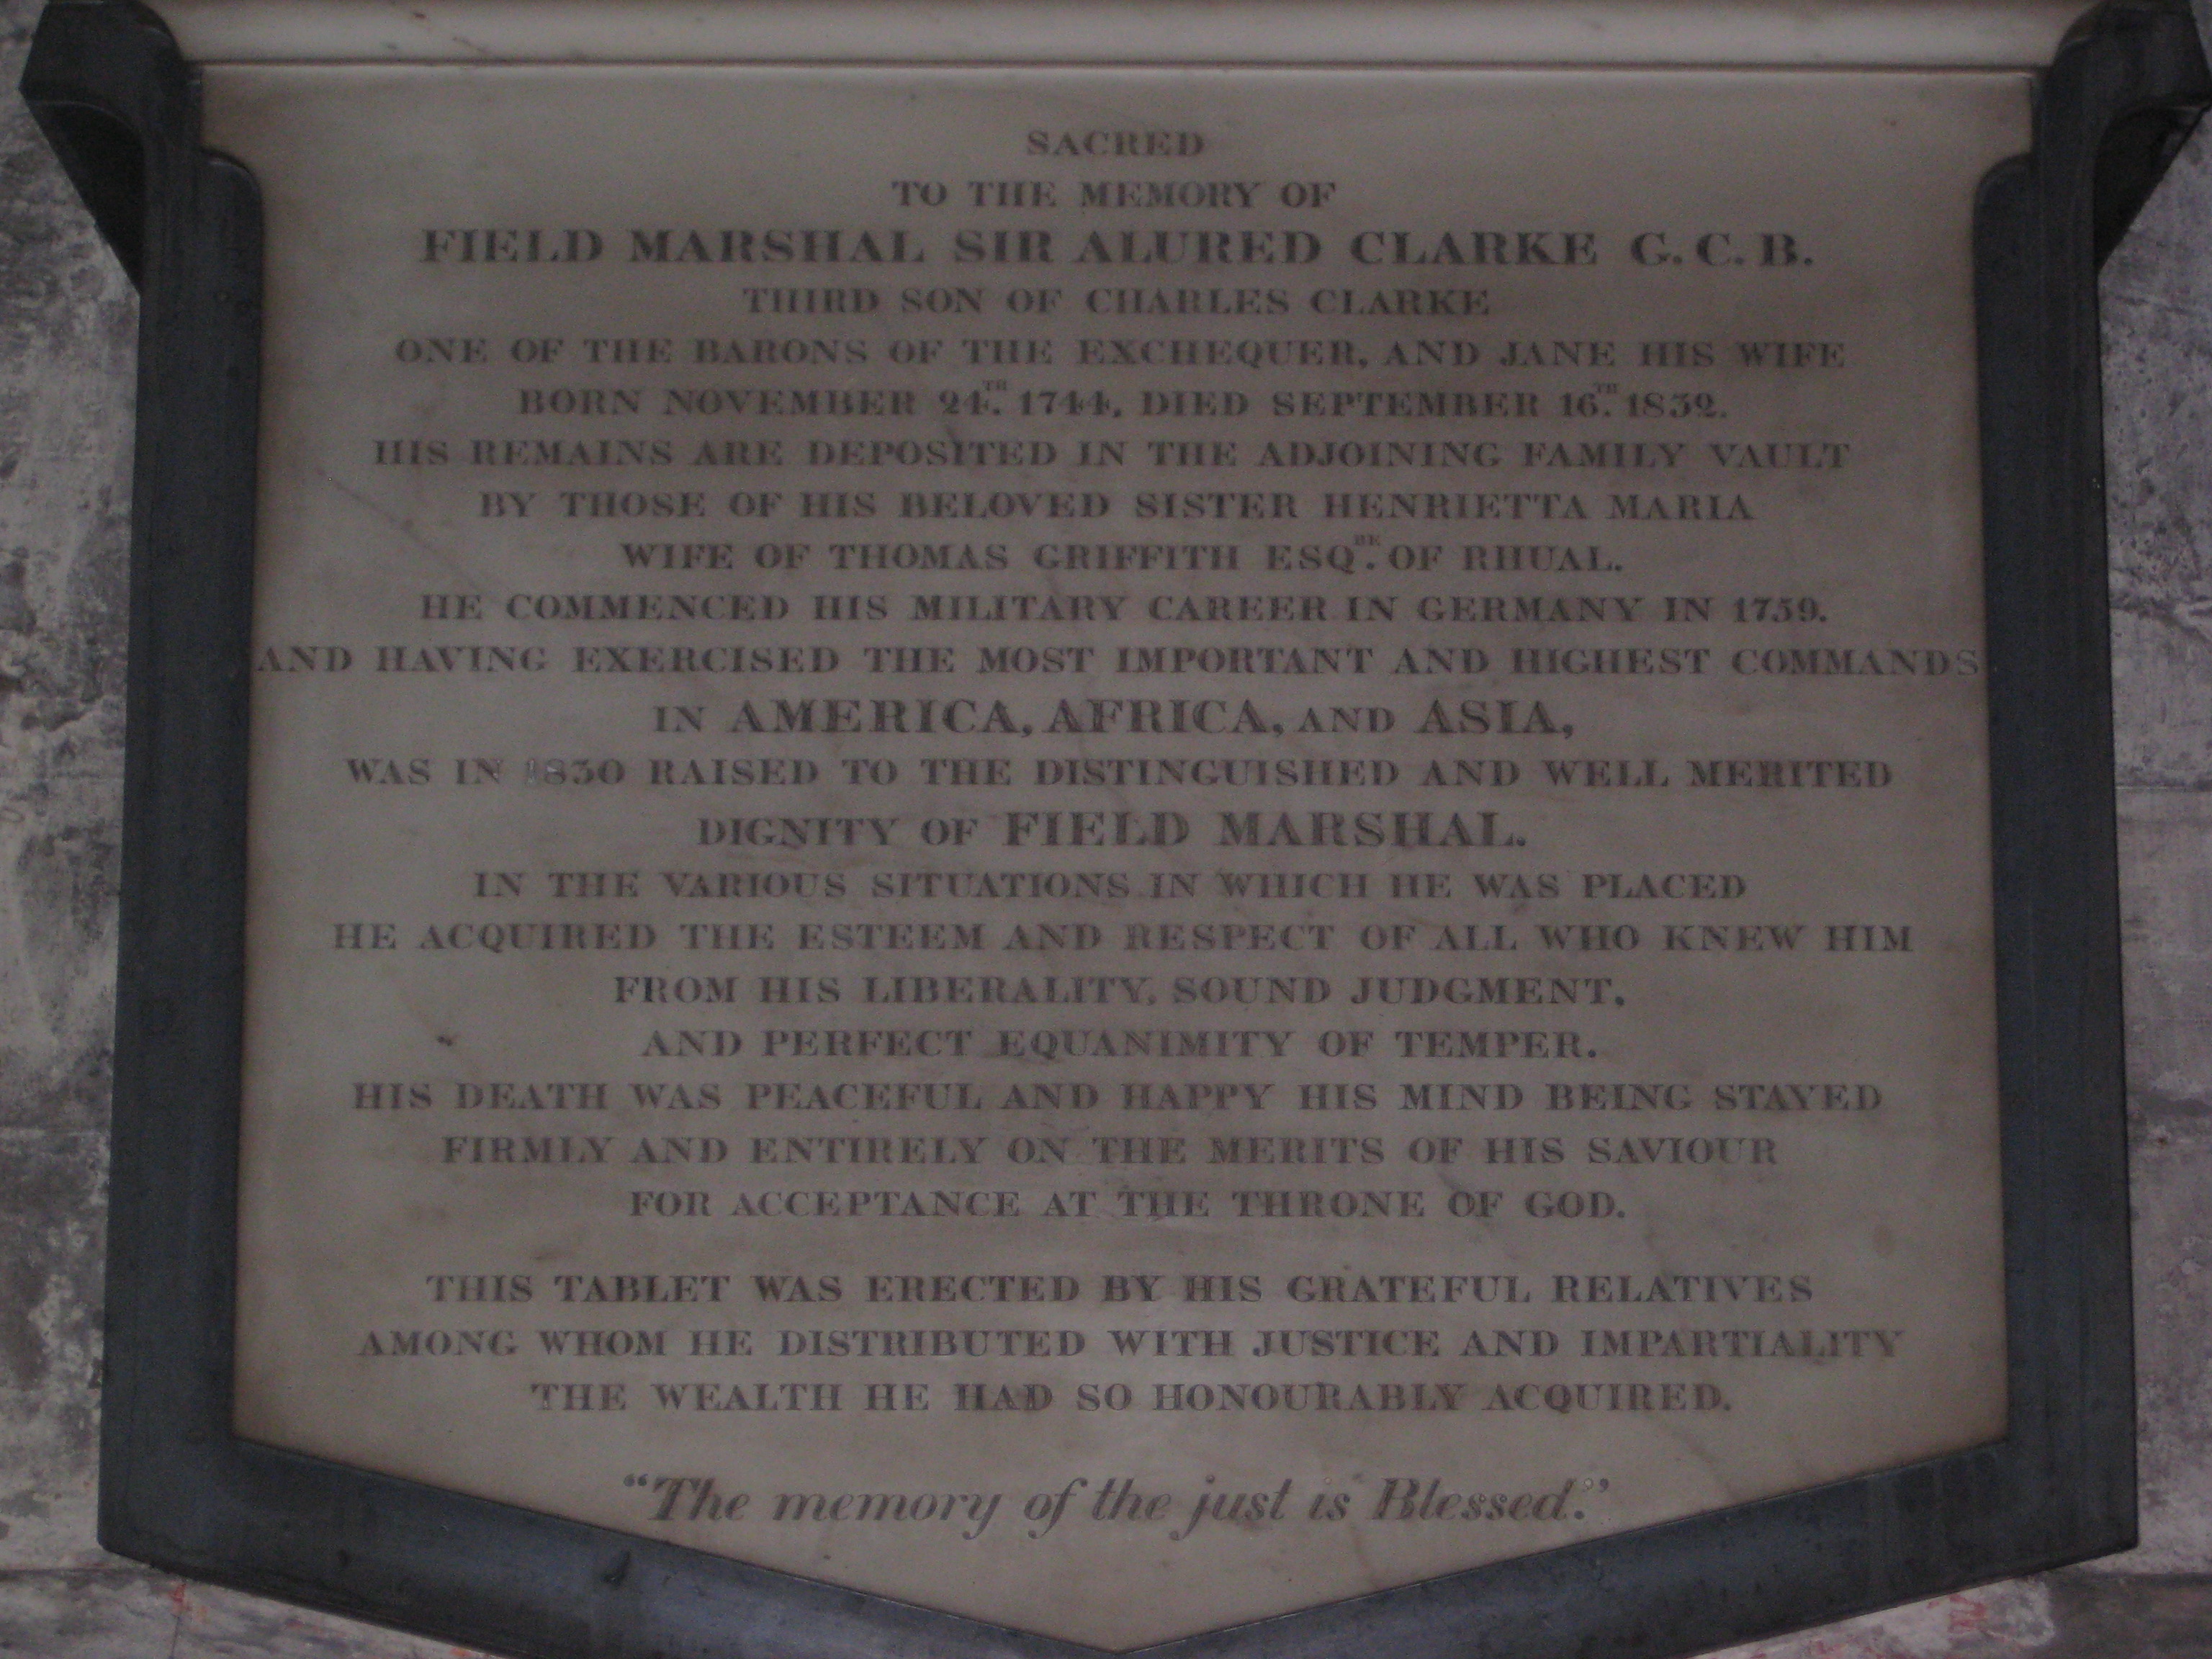 SACRED
TO THE MEMORY OF
FIELD MARSHAL SIR ALURED CLARKE G.C.B.
THIRD SON OF CHARLES CLARKE
ONE OF THE BARONS OF THE EXCHEQUER, AND JANE HIS WIFE
BORN NOVEMBER 24TH. 1744, DIED SEPTEMBER 16TH. 1832.
HIS REMAINS ARE DEPOSITED IN THE ADJOINING FAMILY VAULT
BY THOSE OF HIS BELOVED SISTER HENRIETTA MARIA
WIFE OF THOMAS GRIFFITH ESQRE. OF RHUAL.
HE COMMENCED HIS MILITARY CAREER IN GERMANY IN 1759.
AND HAVING EXERCISED THE MOST IMPORTANT AND HIGHEST COMMANDS
IN AMERICA, AFRICA, AND ASIA,
WAS IN 1830 RAISED TO THE DISTINGUISHED AND WELL MERITED
DIGNITY OF FIELD MARSHAL.
IN THE VARIOUS SITUATIONS IN WHICH HE WAS PLACED
HE ACQUIRED THE ESTEEM AND RESPECT OF ALL WHO KNEW HIM
FROM HIS LIBERALITY, SOUND JUDGMENT,
AND PERFECT EQUANIMITY OF TEMPER.
HIS DEATH WAS PEACEFUL AND HAPPY HIS MIND BEING STAYED
FIRMLY AND ENTIRELY ON THE MERITS OF HIS SAVIOUR
FOR ACCEPTANCE AT THE THRONE OF GOD.
THIS TABLET WAS ERECTED BY HIS GRATEFUL RELATIVES
AMONG WHOM HE DISTRIBUTED WITH JUSTICE AND IMPARTIALITY
THE WEALTH HE HAD SO HONOURABLY ACQUIRED.
"The memory of the just is Blessed."